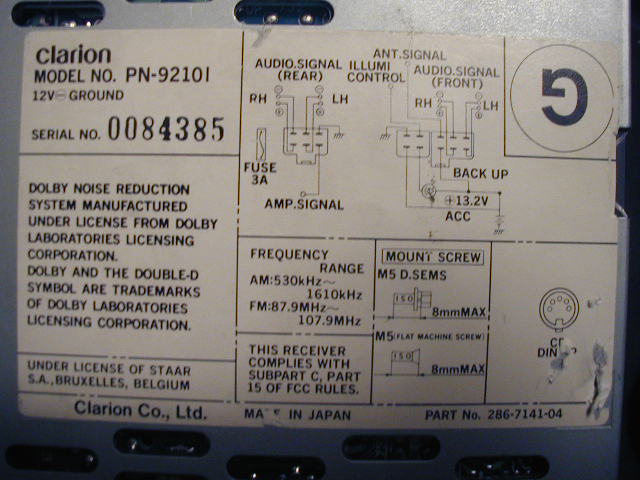 clarion
MODEL NO. PN-92101
12V⊖GROUND
SERIAL NO. 0084385
DOLBY NOISE REDUCTION
SYSTEM MANUFACTURED
UNDER LICENSE FROM DOLBY
LABORATORIES LICENSING
CORPORATION.
DOLBY AND THE DOUBLE-D
SYMBOL ARE TRADEMARKS
OF DOLBY LABORATORIES
LICENSING CORPORATION.
UNDER LICENSE OF STAAR
S.A.,BRUXELLES, BELGIUM
AUDIO.SIGNAL
(REAR)
RH
LH
FUSE
3A
AMP.SIGNAL
ANT.SIGNAL
ILLUMI
CONTROL
AUDIO.SIGNAL
(FRONT)
RH
LH
BACK UP
+13.2V
ACC
G
FREQUENCY
RANGE
AM:530kHz~
1610kHz
FM:87.9MHz~
107.9MHz
THIS RECEIVER
COMPLIES WITH
SUBPART C, PART
15 OF FCC RULES.
MOUNT SCREW
M5 D.SEMS
ISO
8mmMAX
M5(FLAT MACHINE SCREW)
ISO
8mmMAX
DIN
Clarion Co., Ltd.
IN JAPAN
PART No. 286-7141-04